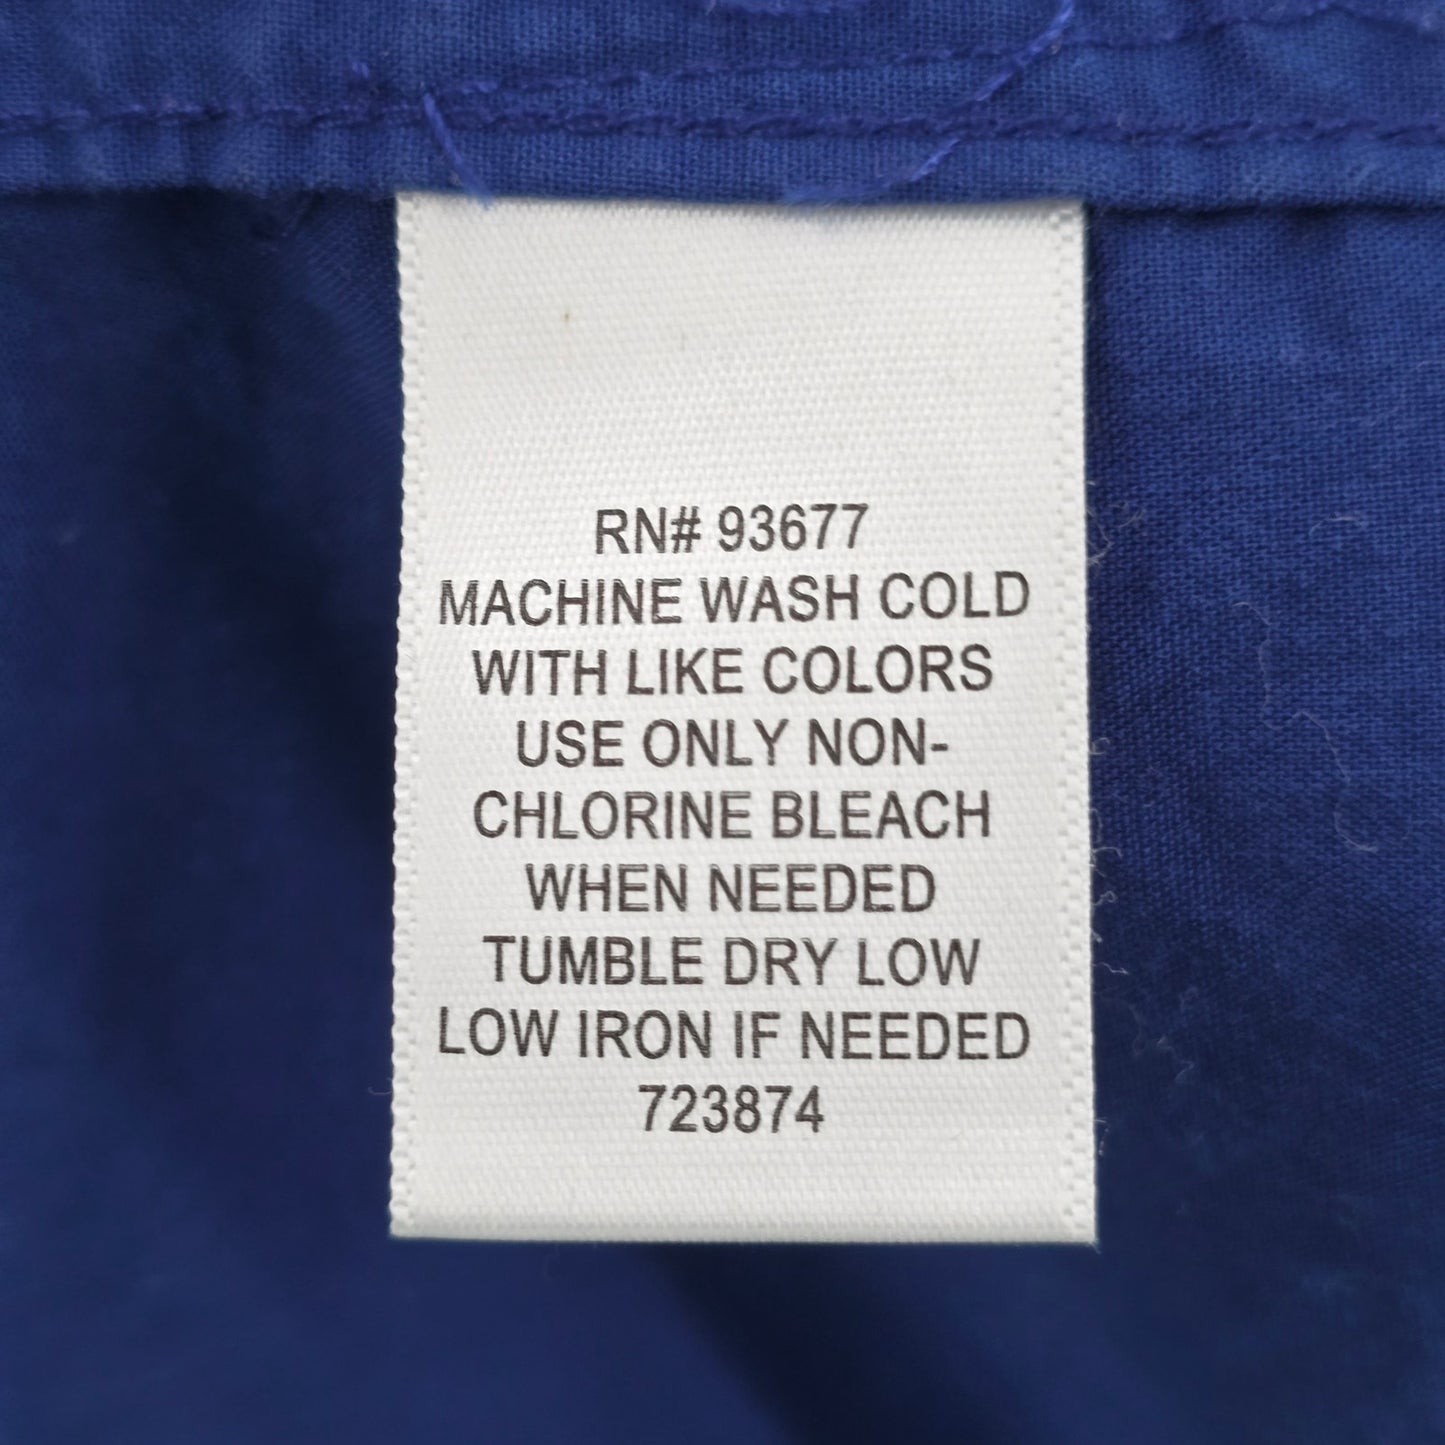 RN# 93677
MACHINE WASH COLD
WITH LIKE COLORS
USE ONLY NON-
CHLORINE BLEACH
WHEN NEEDED
TUMBLE DRY LOW
LOW IRON IF NEEDED
723874